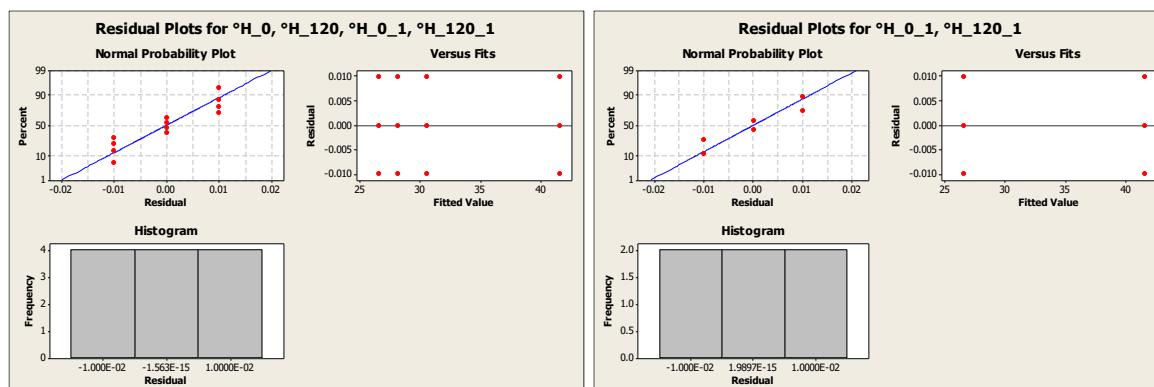 Residual Plots for °H_0, °H_120, °H_0_1, °H_120_1
Normal Probability Plot
Versus Fits
99
90
50
10
1
Percent
-0.02
-0.01
0.00
0.01
0.02
Residual
0.010
0.005
0.000
-0.005
-0.010
Residual
25
30
35
40
Fitted Value
Histogram
4
3
2
1
0
Frequency
-1.000E-02
-1.563E-15
1.0000E-02
Residual
Residual Plots for °H_0_1, °H_120_1
Normal Probability Plot
Versus Fits
99
90
50
10
1
Percent
-0.02
-0.01
0.00
0.01
0.02
Residual
0.010
0.005
0.000
-0.005
-0.010
Residual
25
30
35
40
Fitted Value
Histogram
2.0
1.5
1.0
0.5
0.0
Frequency
-1.000E-02
1.9897E-15
1.0000E-02
Residual